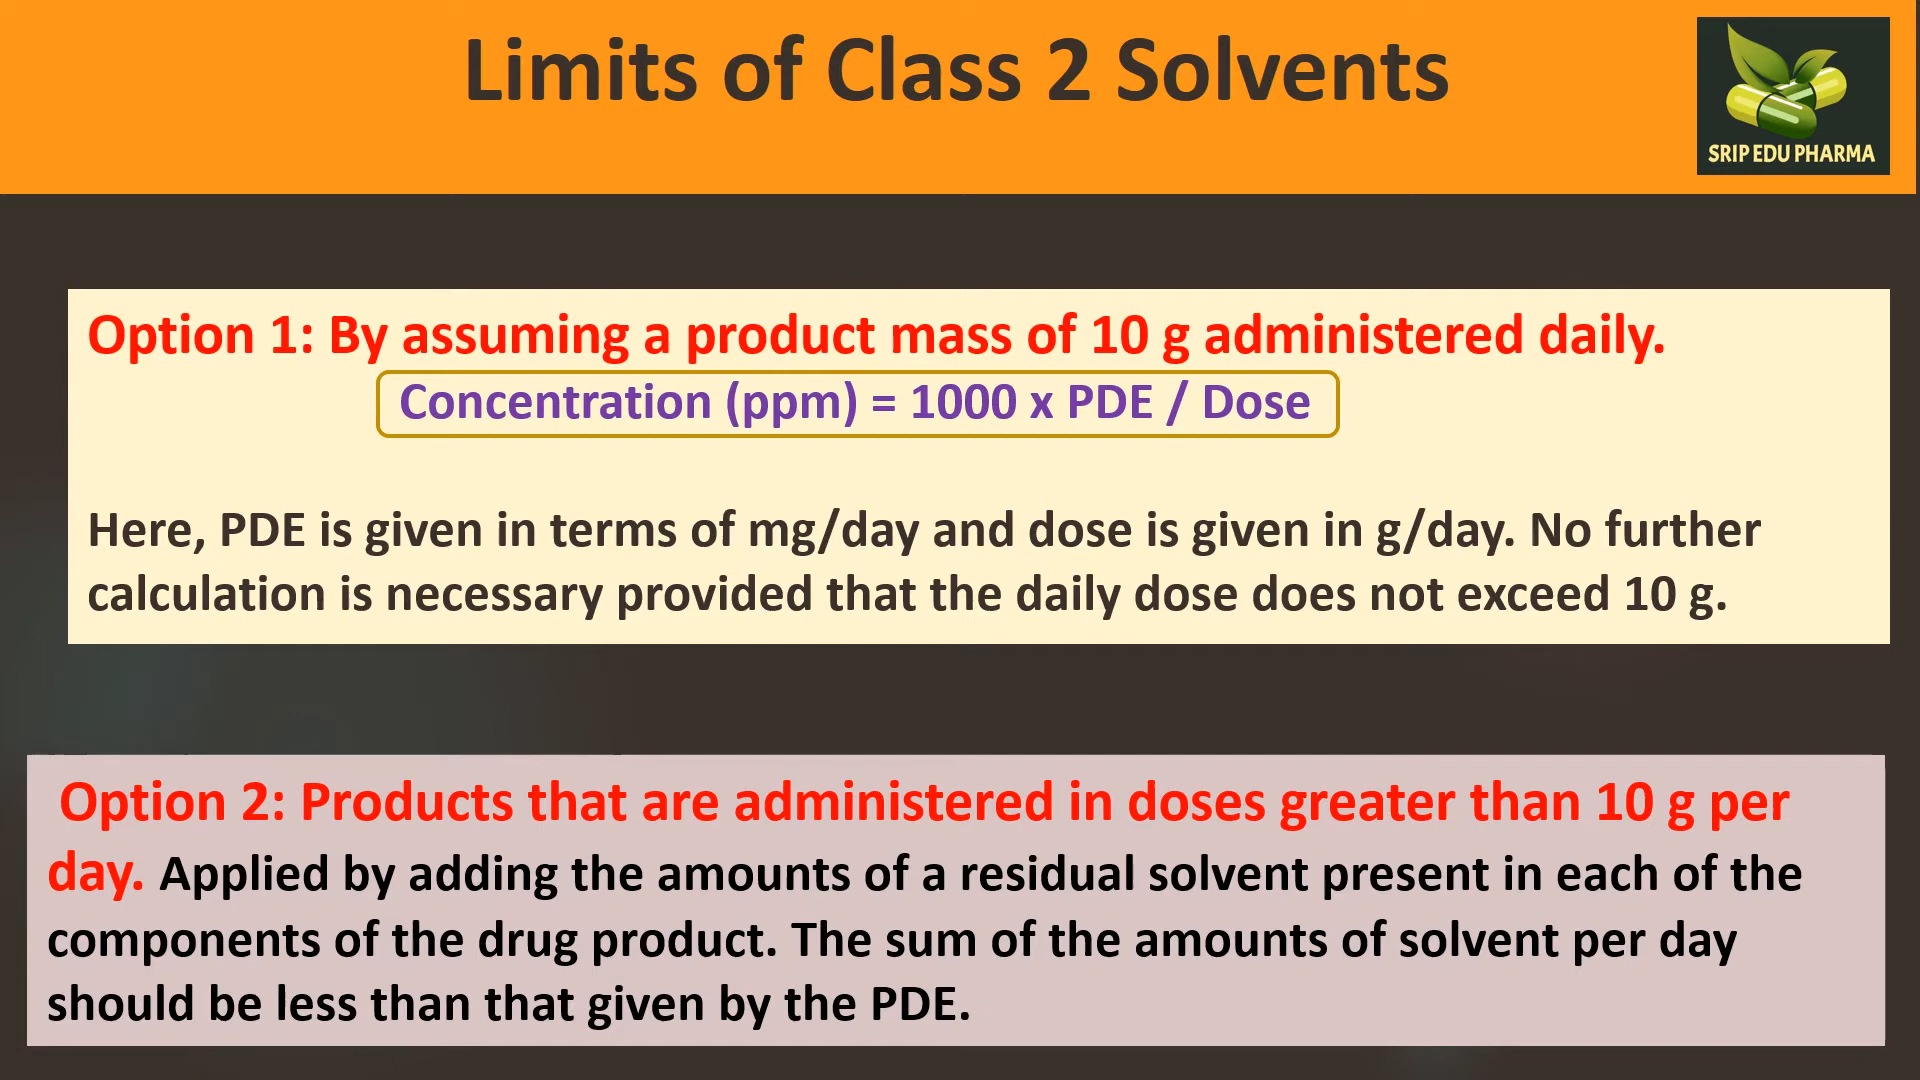 Limits of Class 2 Solvents
SRIP EDU PHARMA
Option 1: By assuming a product mass of 10 g administered daily.
Concentration (ppm) = 1000 x PDE / Dose
Here, PDE is given in terms of mg/day and dose is given in g/day. No further
calculation is necessary provided that the daily dose does not exceed 10 g.
Option 2: Products that are administered in doses greater than 10 g per
day. Applied by adding the amounts of a residual solvent present in each of the
components of the drug product. The sum of the amounts of solvent per day
should be less than that given by the PDE.